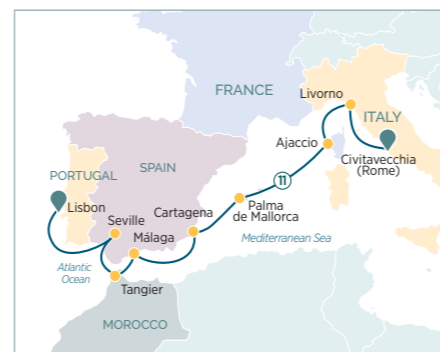 FRANCE
Livorno
ITALY
Ajaccio
Civitavecchia
(Rome)
SPAIN
11
PORTUGAL
Lisbon
Seville
Cartagena
Palma
de Mallorca
Málaga
Mediterranean Sea
Atlantic
Ocean
Tangier
MOROCCO